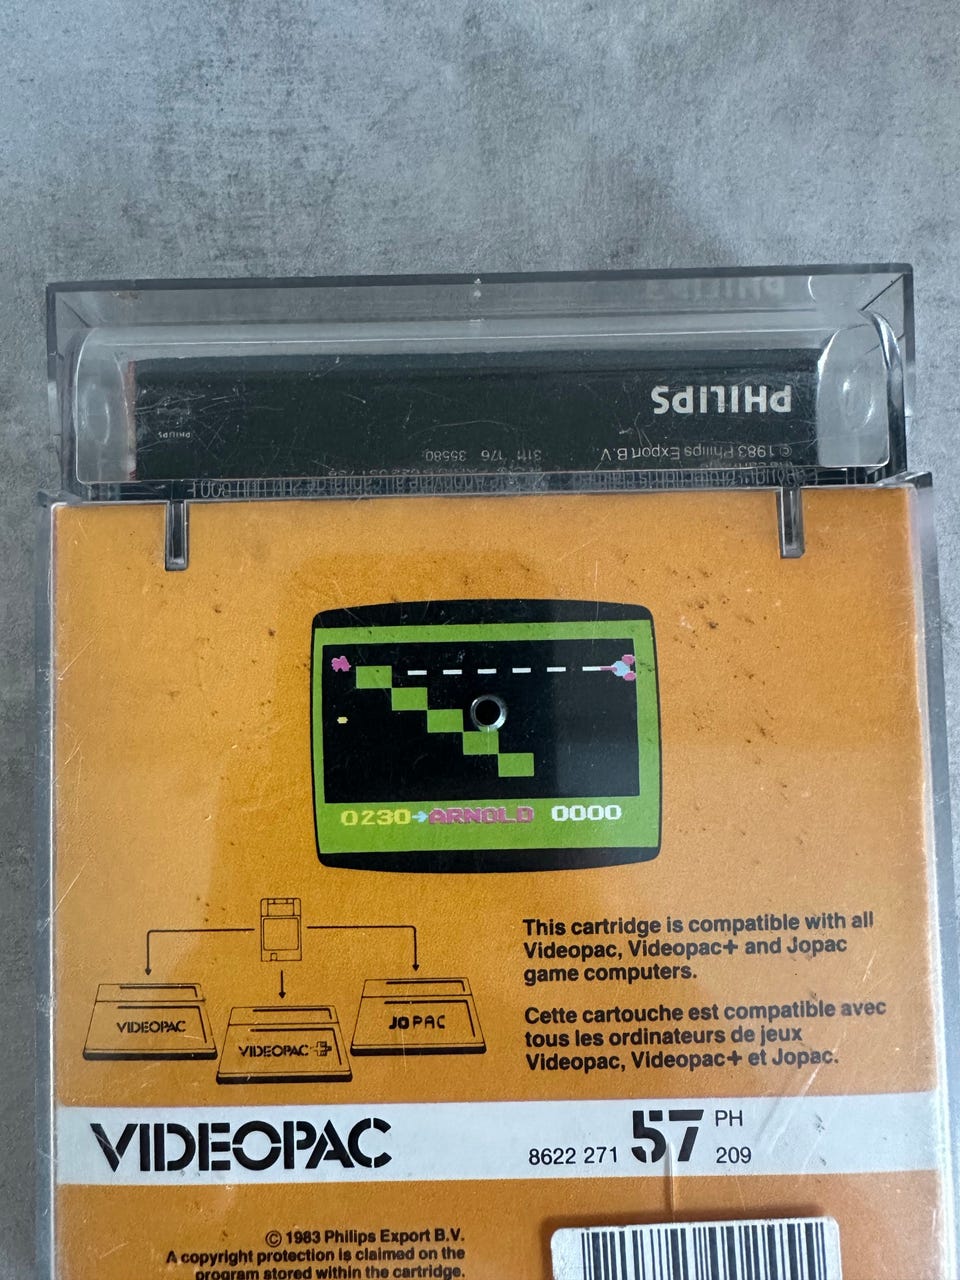 PHILIPS
PHILIPS
PHILIPS
3111 176 35580
© 1983 Philips Export B.V.
0230→ARNOLD 0000
VIDEOPAC
VIDEOPAC+
JOPAC
This cartridge is compatible with all
Videopac, Videopac+ and Jopac
game computers.
Cette cartouche est compatible avec
tous les ordinateurs de jeux
Videopac, Videopac+ et Jopac.
VIDEOPAC
8622 271 57 PH 209
© 1983 Philips Export B.V.
A copyright protection is claimed on the
program stored within the cartridge.